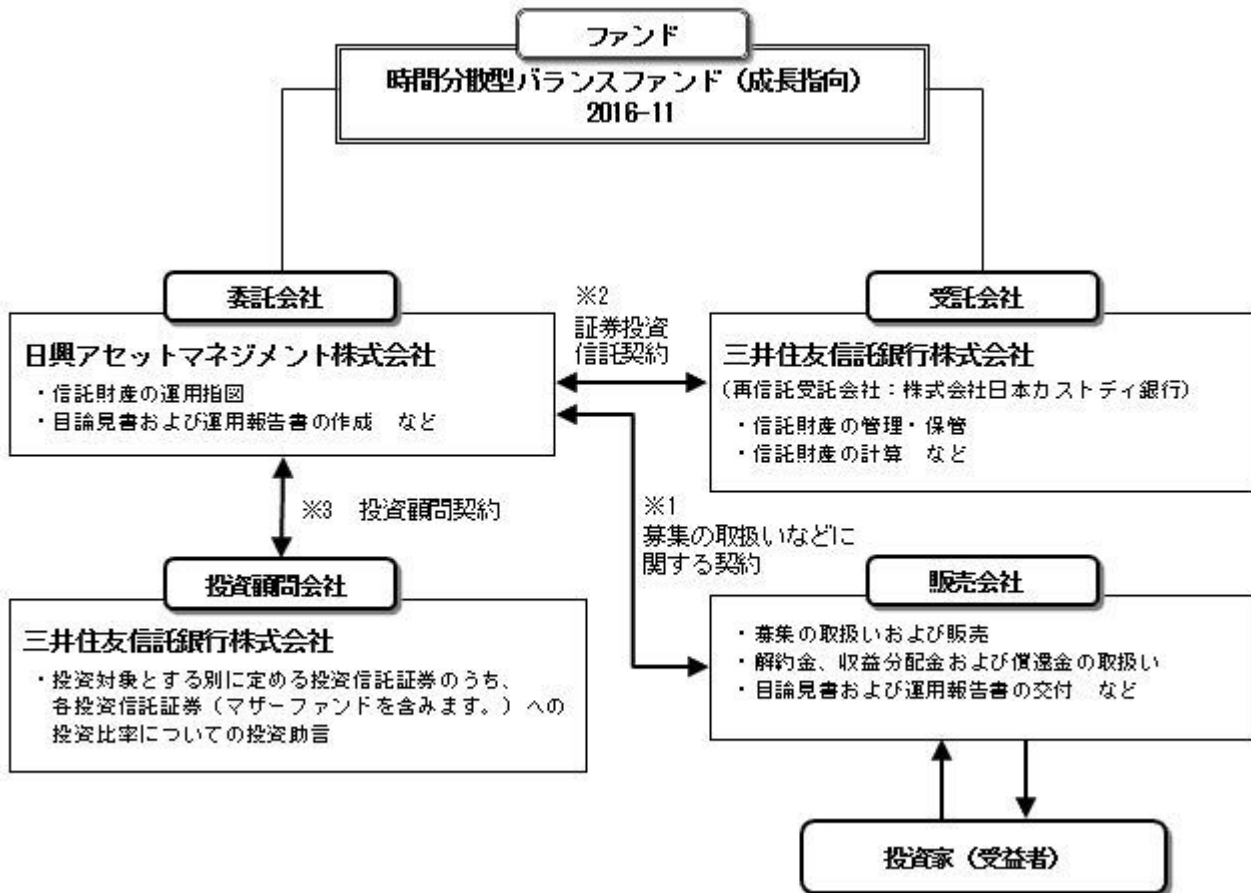 ファンド
時間分散型バランスファンド（成長指向）
2016-11
委託会社
日興アセットマネジメント株式会社
・信託財産の運用指図
・目論見書および運用報告書の作成　など
※2
証券投資
信託契約
受託会社
三井住友信託銀行株式会社
（再信託受託会社：株式会社日本カストディ銀行）
・信託財産の管理・保管
・信託財産の計算　など
※3　投資顧問契約
※1
募集の取扱いなどに
関する契約
投資顧問会社
三井住友信託銀行株式会社
・投資対象とする別に定める投資信託証券のうち、
各投資信託証券（マザーファンドを含みます。）への
投資比率についての投資助言
販売会社
・募集の取扱いおよび販売
・解約金、収益分配金および償還金の取扱い
・目論見書および運用報告書の交付　など
投資家（受益者）